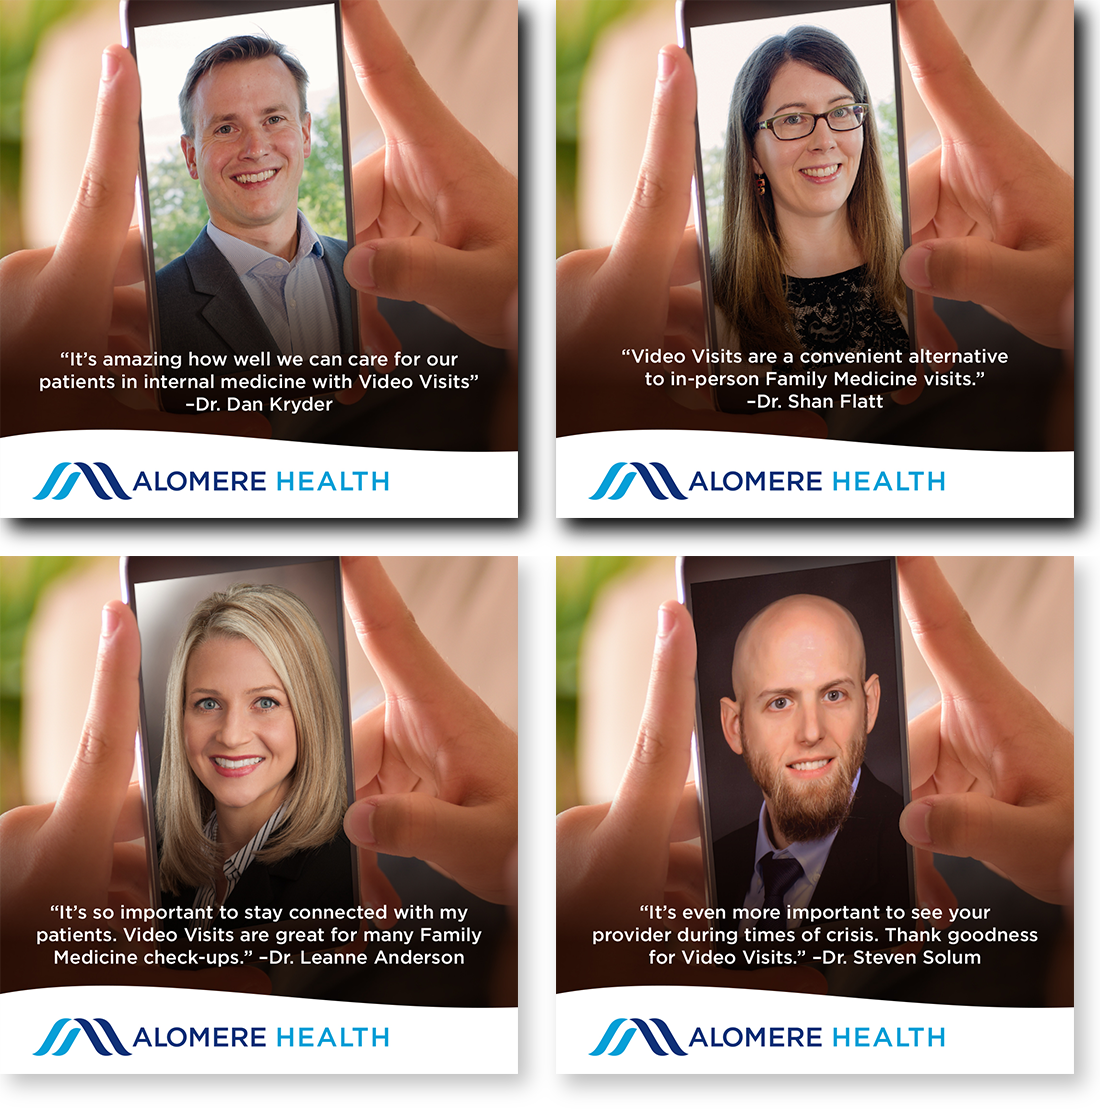 “It’s amazing how well we can care for our
patients in internal medicine with Video Visits”
–Dr. Dan Kryder
ALOMERE HEALTH
“Video Visits are a convenient alternative
to in-person Family Medicine visits.”
–Dr. Shan Flatt
ALOMERE HEALTH
“It’s so important to stay connected with my
patients. Video Visits are great for many Family
Medicine check-ups.” –Dr. Leanne Anderson
ALOMERE HEALTH
“It’s even more important to see your
provider during times of crisis. Thank goodness
for Video Visits.” –Dr. Steven Solum
ALOMERE HEALTH